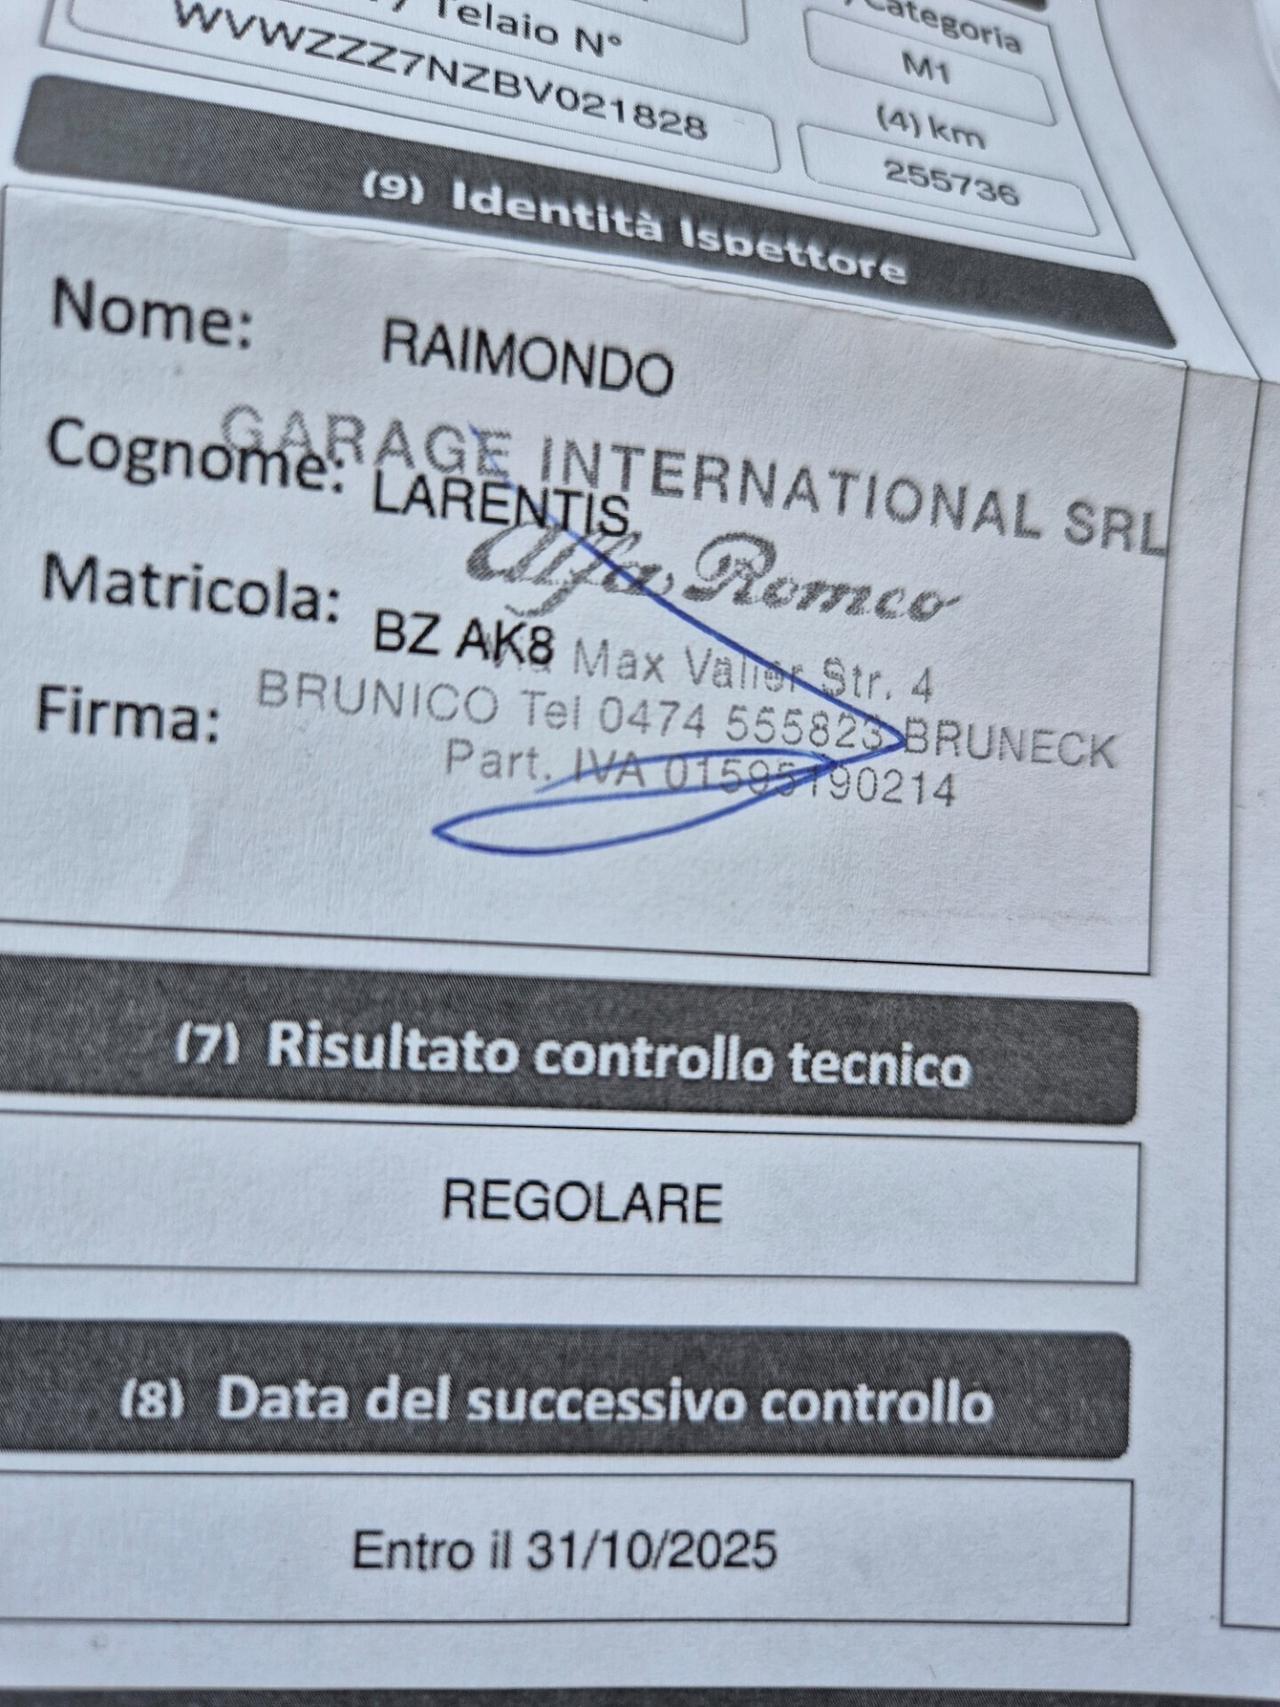 Telaio N°
Categoria
WVWZZZ7NZBV021828
M1
(4) km
255736
(9) Identità Ispettore
Nome: RAIMONDO
GARAGE INTERNATIONAL SRL
Cognome: LARENTIS
Alfa Romeo
Matricola: BZ AK8
Max Valier Str. 4
Firma:
BRUNICO Tel 0474 555823 BRUNECK
Part. IVA 01595190214
(7) Risultato controllo tecnico
REGOLARE
(8) Data del successivo controllo
Entro il 31/10/2025